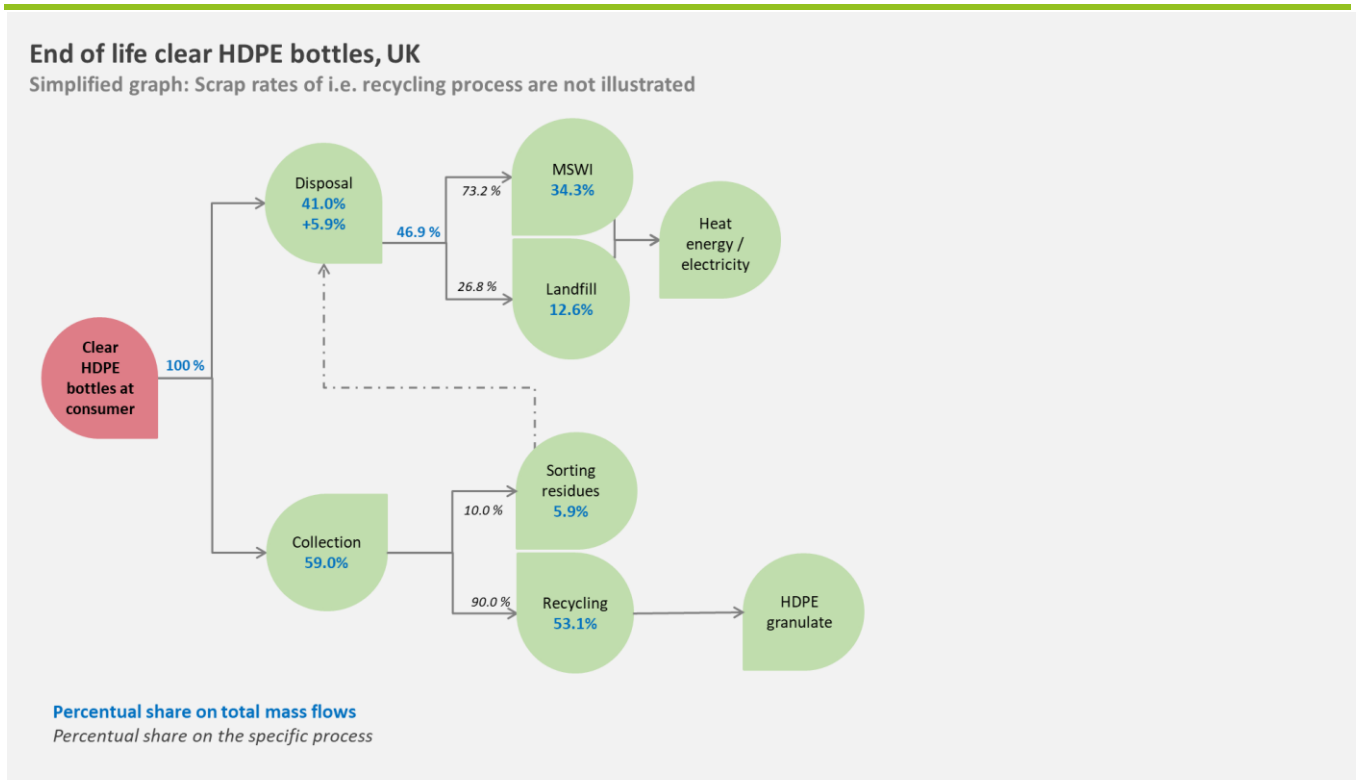 End of life clear HDPE bottles, UK
Simplified graph: Scrap rates of i.e. recycling process are not illustrated
Disposal
41.0%
+5.9%
46.9 %
73.2 %
26.8 %
MSWI
34.3%
Landfill
12.6%
Heat
energy /
electricity
Clear
HDPE
bottles at
consumer
100 %
Collection
59.0%
10.0 %
90.0 %
Sorting
residues
5.9%
Recycling
53.1%
HDPE
granulate
Percentual share on total mass flows
Percentual share on the specific process